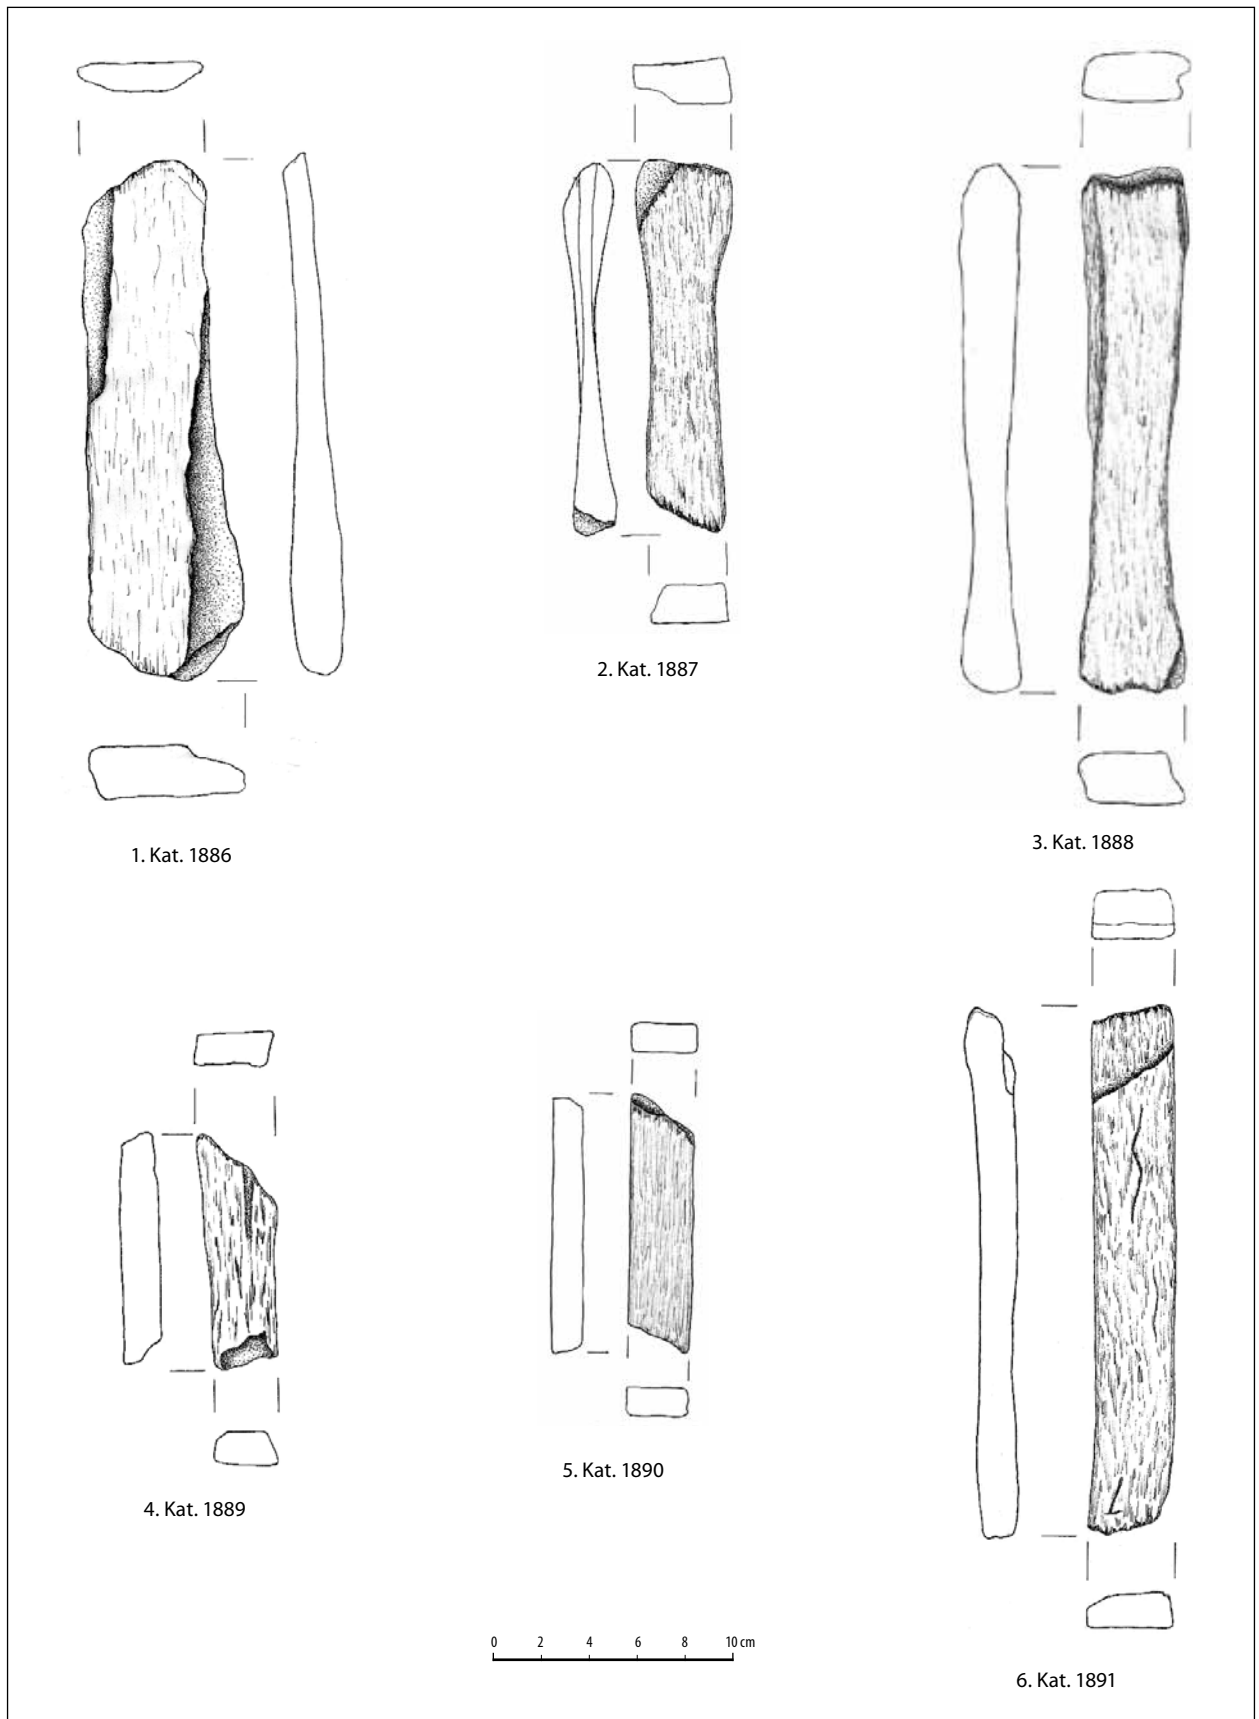 2. Kat. 1887
1. Kat. 1886
3. Kat. 1888
5. Kat. 1890
4. Kat. 1889
0 2 4 6 8 10 cm
6. Kat. 1891